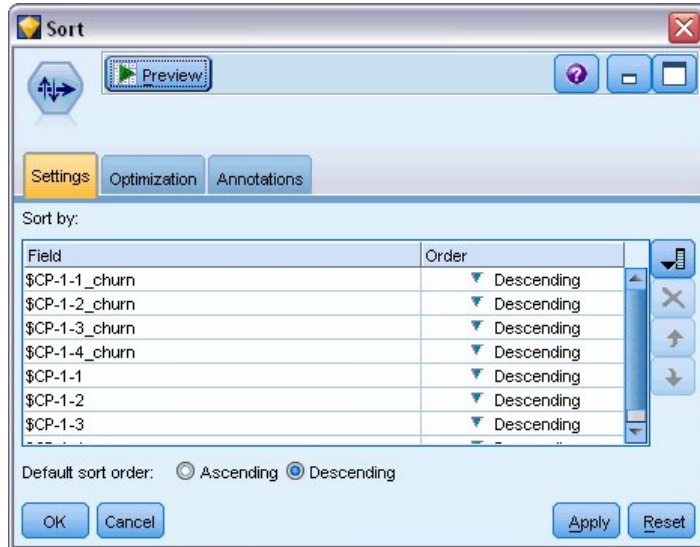 Sort
Preview
Settings Optimization Annotations
Sort by:
Field Order
$CP-1-1_churn Descending
$CP-1-2_churn Descending
$CP-1-3_churn Descending
$CP-1-4_churn Descending
$CP-1-1 Descending
$CP-1-2 Descending
$CP-1-3 Descending
Default sort order: Ascending Descending
OK Cancel Apply Reset